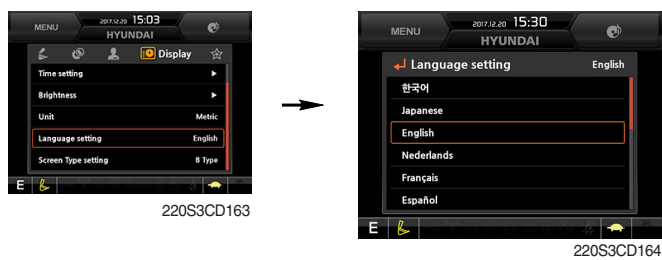 MENU
2017.12.20 15:03
HYUNDAI
Display
Time setting
Brightness
Unit Metric
Language setting English
Screen Type setting B Type
E
220S3CD163
MENU
2017.12.20 15:30
HYUNDAI
Language setting English
한국어
Japanese
English
Nederlands
Français
Español
E
220S3CD164